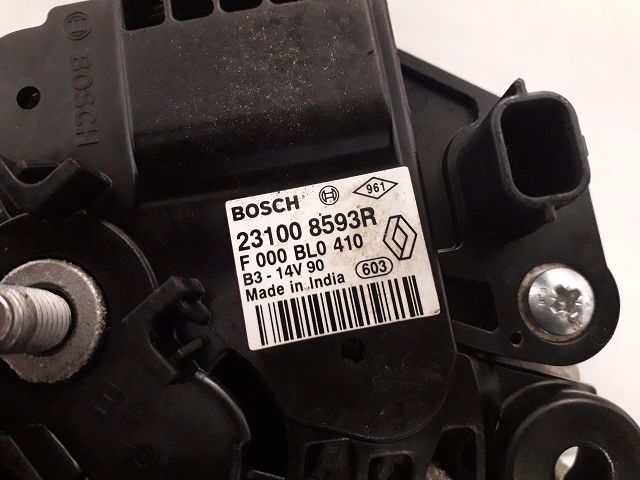 BOSCH
BOSCH
961
23100 8593R
F 000 BL0 410
B3 - 14V 90
603
Made in India